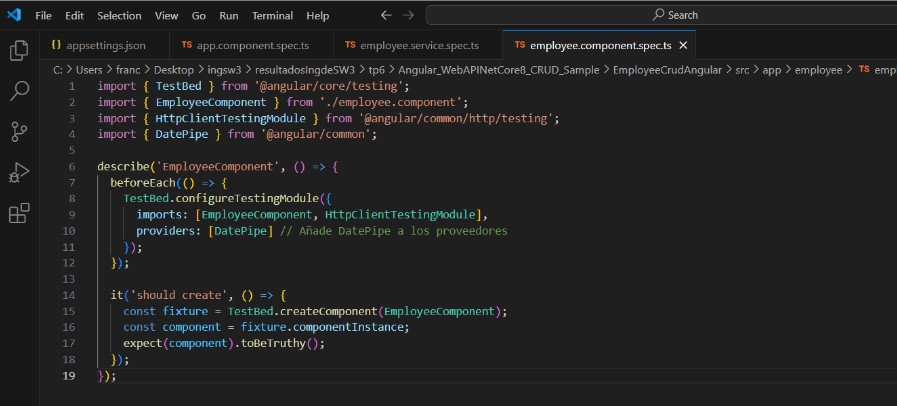 File Edit Selection View Go Run Terminal Help ← → Search
{} appsettings.json TS app.component.spec.ts TS employee.service.spec.ts TS employee.component.spec.ts ×
C: > Users > franc > Desktop > ingsw3 > resultadosIngdeSW3 > tp6 > Angular_WebAPINetCore8_CRUD_Sample > EmployeeCrudAngular > src > app > employee > TS emp
1 import { TestBed } from '@angular/core/testing';
2 import { EmployeeComponent } from './employee.component';
3 import { HttpClientTestingModule } from '@angular/common/http/testing';
4 import { DatePipe } from '@angular/common';
5
6 describe('EmployeeComponent', () => {
7   beforeEach(() => {
8     TestBed.configureTestingModule({
9       imports: [EmployeeComponent, HttpClientTestingModule],
10       providers: [DatePipe] // Añade DatePipe a los proveedores
11     });
12   });
13
14   it('should create', () => {
15     const fixture = TestBed.createComponent(EmployeeComponent);
16     const component = fixture.componentInstance;
17     expect(component).toBeTruthy();
18   });
19 });